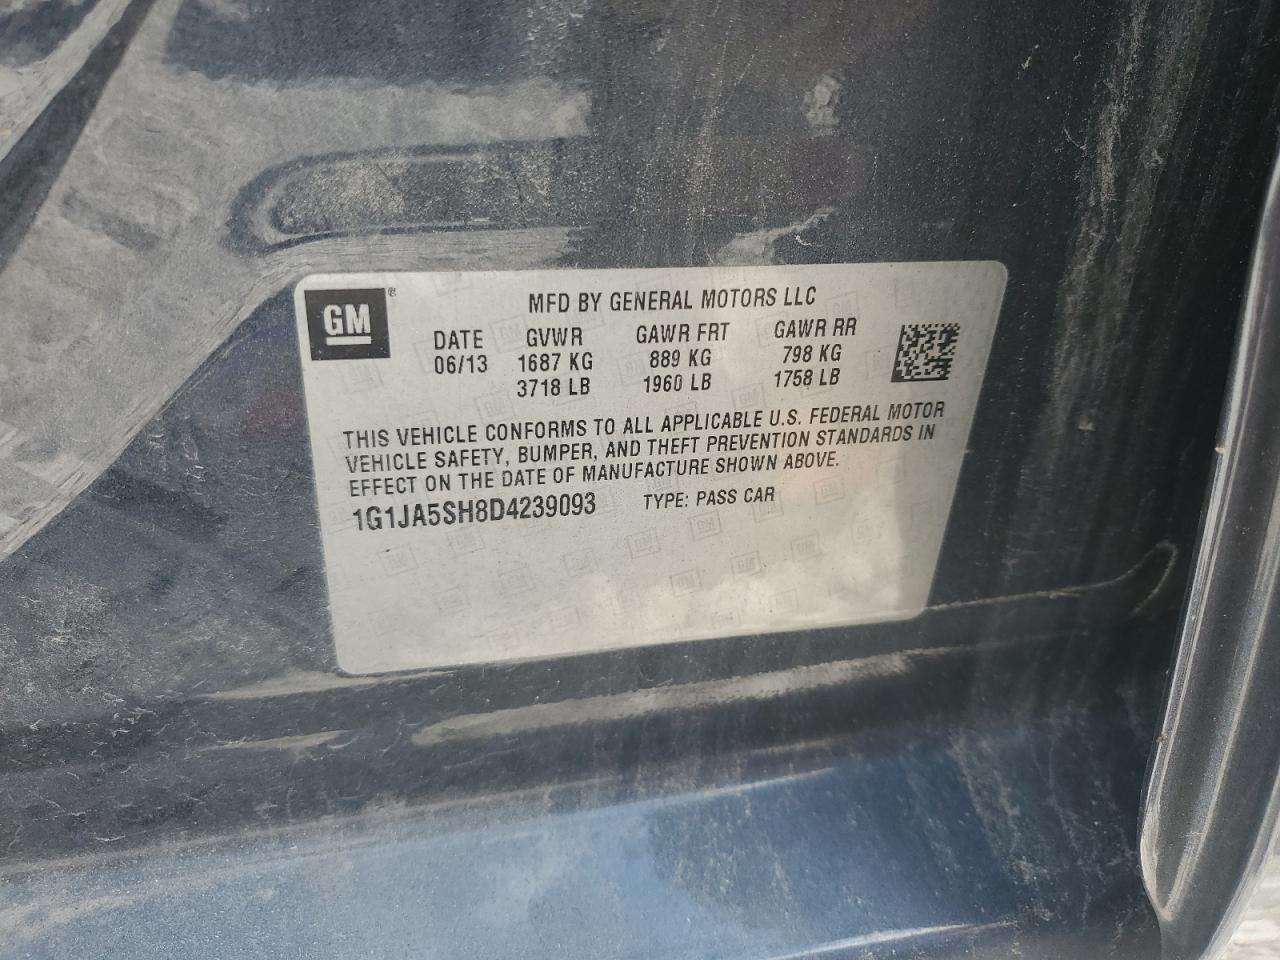 GM®
MFD BY GENERAL MOTORS LLC
DATE GVWR GAWR FRT GAWR RR
06/13 1687 KG 889 KG 798 KG
3718 LB 1960 LB 1758 LB
THIS VEHICLE CONFORMS TO ALL APPLICABLE U.S. FEDERAL MOTOR
VEHICLE SAFETY, BUMPER, AND THEFT PREVENTION STANDARDS IN
EFFECT ON THE DATE OF MANUFACTURE SHOWN ABOVE.
1G1JA5SH8D4239093 TYPE: PASS CAR